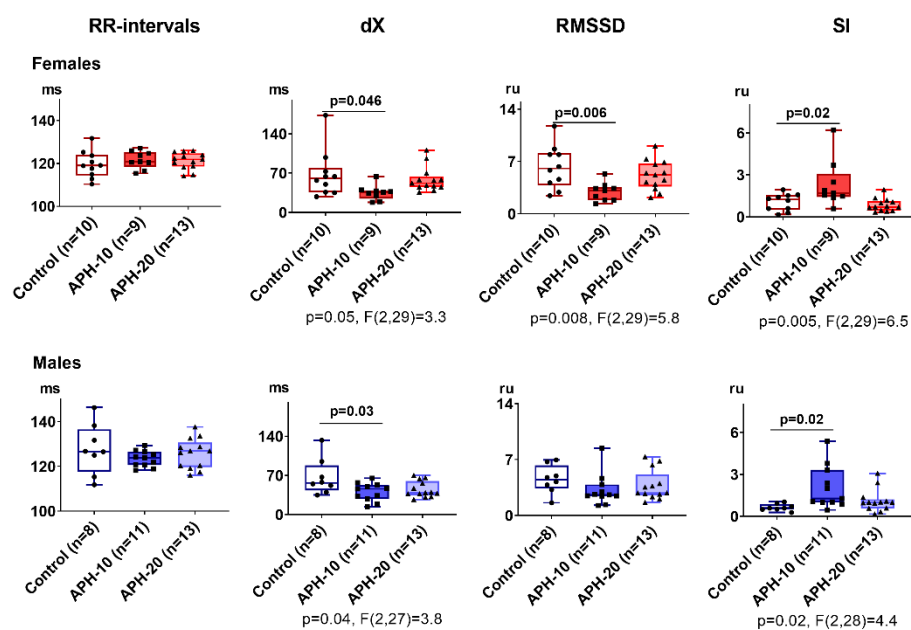 RR-intervals dX RMSSD SI
Females
ms ms ru ru
140 120 100
140 70 0
14 7 0
6 3 0
p=0.046
p=0.006
p=0.02
Control (n=10) APH-10 (n=9) APH-20 (n=13)
Control (n=10) APH-10 (n=9) APH-20 (n=13)
Control (n=10) APH-10 (n=9) APH-20 (n=13)
Control (n=10) APH-10 (n=9) APH-20 (n=13)
p=0.05, F(2,29)=3.3
p=0.008, F(2,29)=5.8
p=0.005, F(2,29)=6.5
Males
ms ms ru ru
140 120 100
140 70 0
14 7 0
6 3 0
p=0.03
p=0.02
Control (n=8) APH-10 (n=11) APH-20 (n=13)
Control (n=8) APH-10 (n=11) APH-20 (n=13)
Control (n=8) APH-10 (n=11) APH-20 (n=13)
Control (n=8) APH-10 (n=11) APH-20 (n=13)
p=0.04, F(2,27)=3.8
p=0.02, F(2,28)=4.4